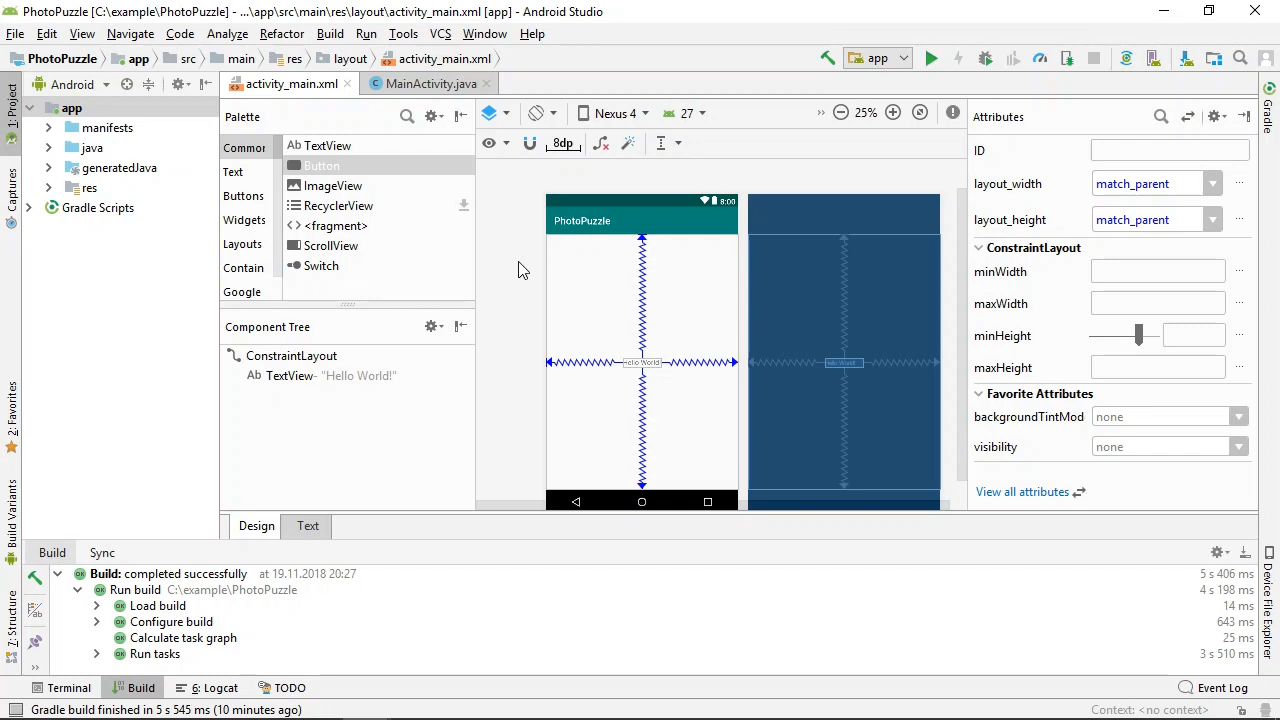 PhotoPuzzle [C:\example\PhotoPuzzle] - ...\app\src\main\res\layout\activity_main.xml [app] - Android Studio
File Edit View Navigate Code Analyze Refactor Build Run Tools VCS Window Help
PhotoPuzzle app src main res layout activity_main.xml app
1: Project
Captures
2: Favorites
Build Variants
7: Structure
Android
app
manifests
java
generatedJava
res
Gradle Scripts
activity_main.xml MainActivity.java
Palette
Commor
Text
Buttons
Widgets
Layouts
Contain
Google
Ab TextView
Button
ImageView
RecyclerView
<fragment>
ScrollView
Switch
Component Tree
ConstraintLayout
Ab TextView- "Hello World!"
Nexus 4 27 25%
8dp
8:00
PhotoPuzzle
Hello World!
Hello World!
Design Text
Attributes
ID
layout_width match_parent
layout_height match_parent
ConstraintLayout
minWidth
maxWidth
minHeight
maxHeight
Favorite Attributes
backgroundTintMod none
visibility none
View all attributes
Gradle
Device File Explorer
Build Sync
Build: completed successfully at 19.11.2018 20:27 5 s 406 ms
Run build C:\example\PhotoPuzzle 4 s 198 ms
Load build 14 ms
Configure build 643 ms
Calculate task graph 25 ms
Run tasks 3 s 510 ms
Terminal Build 6: Logcat TODO Event Log
Gradle build finished in 5 s 545 ms (10 minutes ago) Context: <no context>